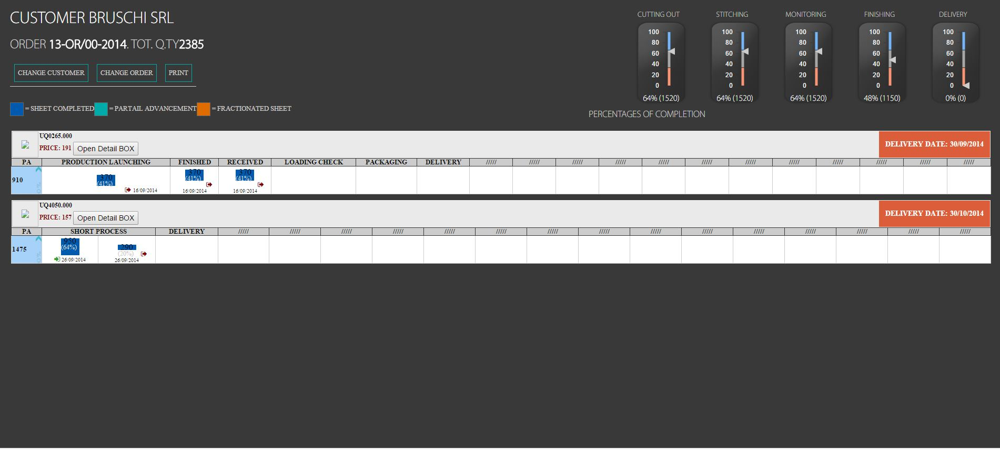 CUSTOMER BRUSCHI SRL
ORDER 13-OR/00-2014. TOT. Q.TY2385
CHANGE CUSTOMER CHANGE ORDER PRINT
= SHEET COMPLETED = PARTAIL ADVANCEMENT = FRACTIONATED SHEET
CUTTING OUT STITCHING MONITORING FINISHING DELIVERY
100 100 100 100 100
80 80 80 80 80
60 60 60 60 60
40 40 40 40 40
20 20 20 20 20
0 0 0 0 0
64% (1520) 64% (1520) 64% (1520) 48% (1150) 0% (0)
PERCENTAGES OF COMPLETION
UQ0265.000
PRICE: 191 Open Detail BOX DELIVERY DATE: 30/09/2014
PA PRODUCTION LAUNCHING FINISHED RECEIVED LOADING CHECK PACKAGING DELIVERY ///// ///// ///// ///// ///// ///// ///// ///// ///// ///// ///// /////
910 0% 370 370 370
(41%) (41%) (41%)
16/09/2014 16/09/2014 16/09/2014
UQ4050.000
PRICE: 157 Open Detail BOX DELIVERY DATE: 30/10/2014
PA SHORT PROCESS DELIVERY ///// ///// ///// ///// ///// ///// ///// ///// ///// ///// ///// ///// ///// ///// /////
1475 0% 950 290
(64%) (20%)
26/09/2014 26/09/2014